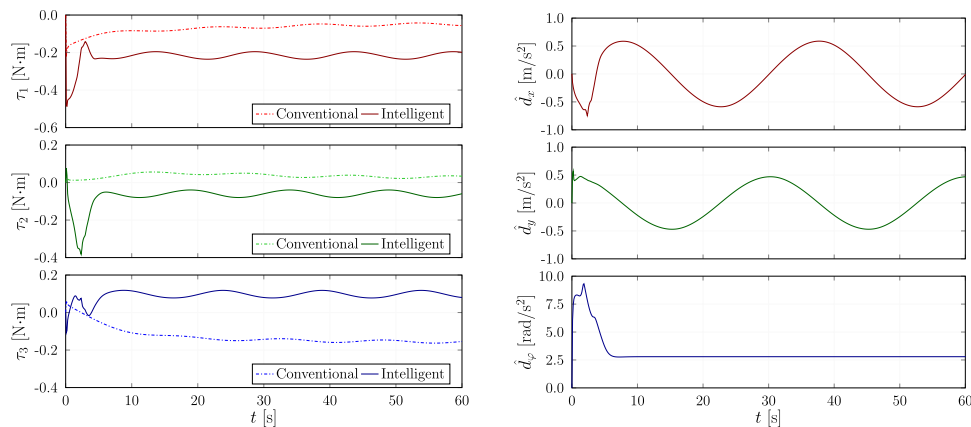 0.0
-0.2
-0.4
-0.6
τ1 [N·m]
Conventional Intelligent
0.2
0.0
-0.2
-0.4
τ2 [N·m]
Conventional Intelligent
0.2
0.0
-0.2
-0.4
τ3 [N·m]
Conventional Intelligent
0 10 20 30 40 50 60
t [s]
1.0
0.5
0.0
-0.5
-1.0
d̂x [m/s²]
1.0
0.5
0.0
-0.5
-1.0
d̂y [m/s²]
10.0
7.5
5.0
2.5
0.0
d̂φ [rad/s²]
0 10 20 30 40 50 60
t [s]